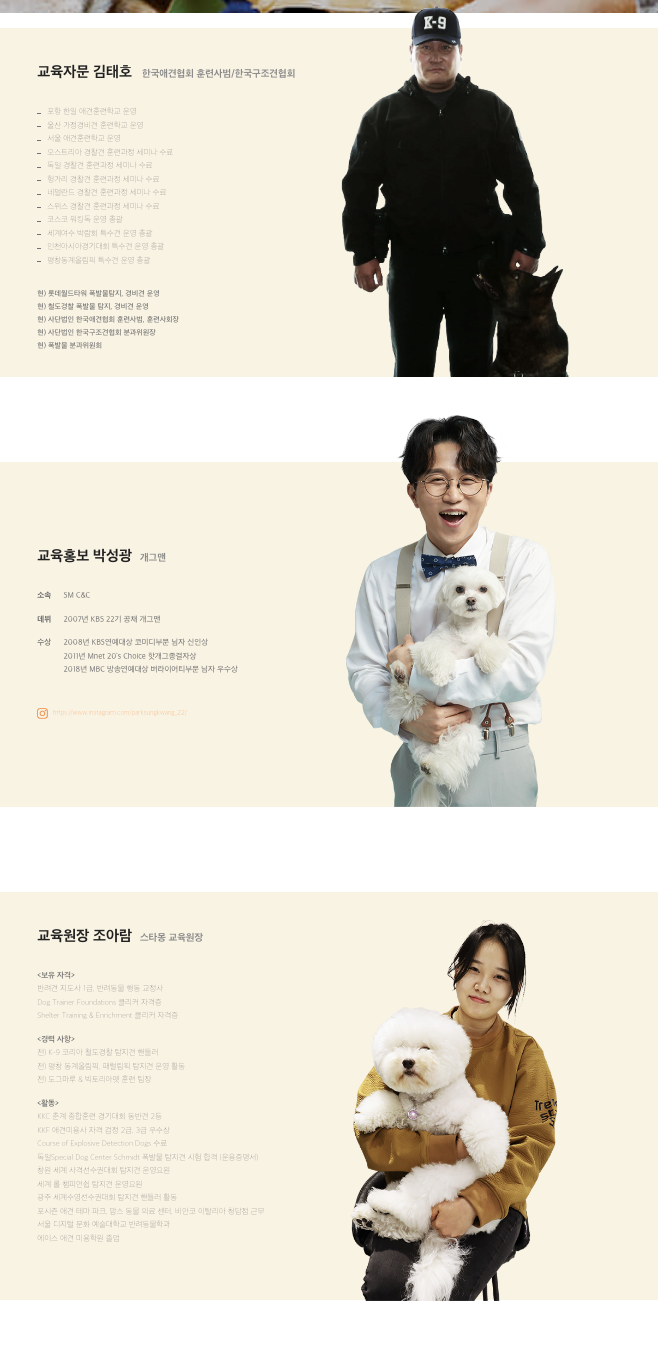 K-9
교육자문 김태호 한국애견협회 훈련사범/한국구조견협회
– 포항 한일 애견훈련학교 운영
– 울산 가정경비견 훈련학교 운영
– 서울 애견훈련학교 운영
– 오스트리아 경찰견 훈련과정 세미나 수료
– 독일 경찰견 훈련과정 세미나 수료
– 헝가리 경찰견 훈련과정 세미나 수료
– 네덜란드 경찰견 훈련과정 세미나 수료
– 스위스 경찰견 훈련과정 세미나 수료
– 코스코 워킹독 운영 총괄
– 세계여수 박람회 특수견 운영 총괄
– 인천아시아경기대회 특수견 운영 총괄
– 평창동계올림픽 특수견 운영 총괄
현) 롯데월드타워 폭발물탐지, 경비견 운영
현) 철도경찰 폭발물 탐지, 경비견 운영
현) 사단법인 한국애견협회 훈련사범, 훈련사회장
현) 사단법인 한국구조견협회 분과위원장
현) 폭발물 분과위원회
교육홍보 박성광 개그맨
소속 SM C&C
데뷔 2007년 KBS 22기 공채 개그맨
수상 2008년 KBS연예대상 코미디부문 남자 신인상
2011년 Mnet 20's Choice 핫개그종결자상
2018년 MBC 방송연예대상 버라이어티부문 남자 우수상
교육원장 조아람 스타몽 교육원장
<보유 자격>
반려견 지도사 1급, 반려동물 행동 교정사
Dog Trainer Foundations 클리커 자격증
Shelter Training & Enrichment 클리커 자격증
<경력 사항>
전) K-9 코리아 철도경찰 탐지견 핸들러
전) 평창 동계올림픽, 패럴림픽 탐지견 운영 활동
전) 도그마루 & 빅토리아펫 훈련 팀장
<활동>
KKC 춘계 종합훈련 경기대회 동반견 2등
KKF 애견미용사 자격 검정 2급, 3급 우수상
Course of Explosive Detection Dogs 수료
독일Special Dog Center Schmidt 폭발물 탐지견 시험 합격 (운용증명서)
창원 세계 사격선수권대회 탐지견 운영요원
세계 롤 챔피언쉽 탐지견 운영요원
광주 세계수영선수권대회 탐지견 핸들러 활동
포시즌 애견 테마 파크, 탑스 동물 의료 센터, 비안코 이탈리아 청담점 근무
서울 디지털 문화 예술대학교 반려동물학과
에이스 애견 미용학원 졸업